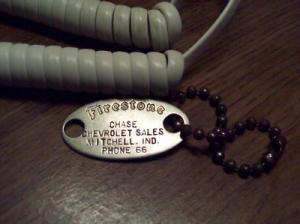 Firestone
CHASE
CHEVROLET SALES
MITCHELL, IND.
PHONE 66